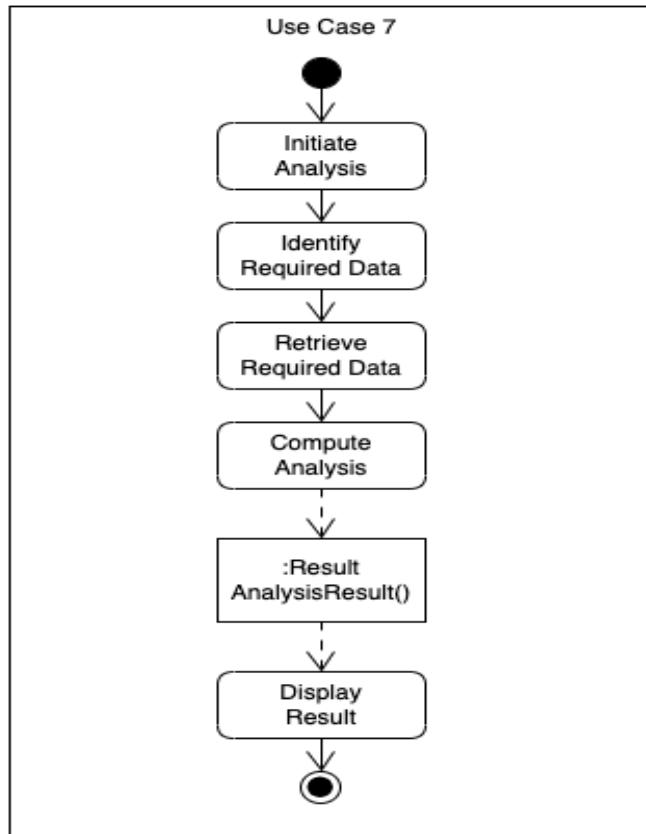 Use Case 7
Initiate
Analysis
Identify
Required Data
Retrieve
Required Data
Compute
Analysis
:Result
AnalysisResult()
Display
Result